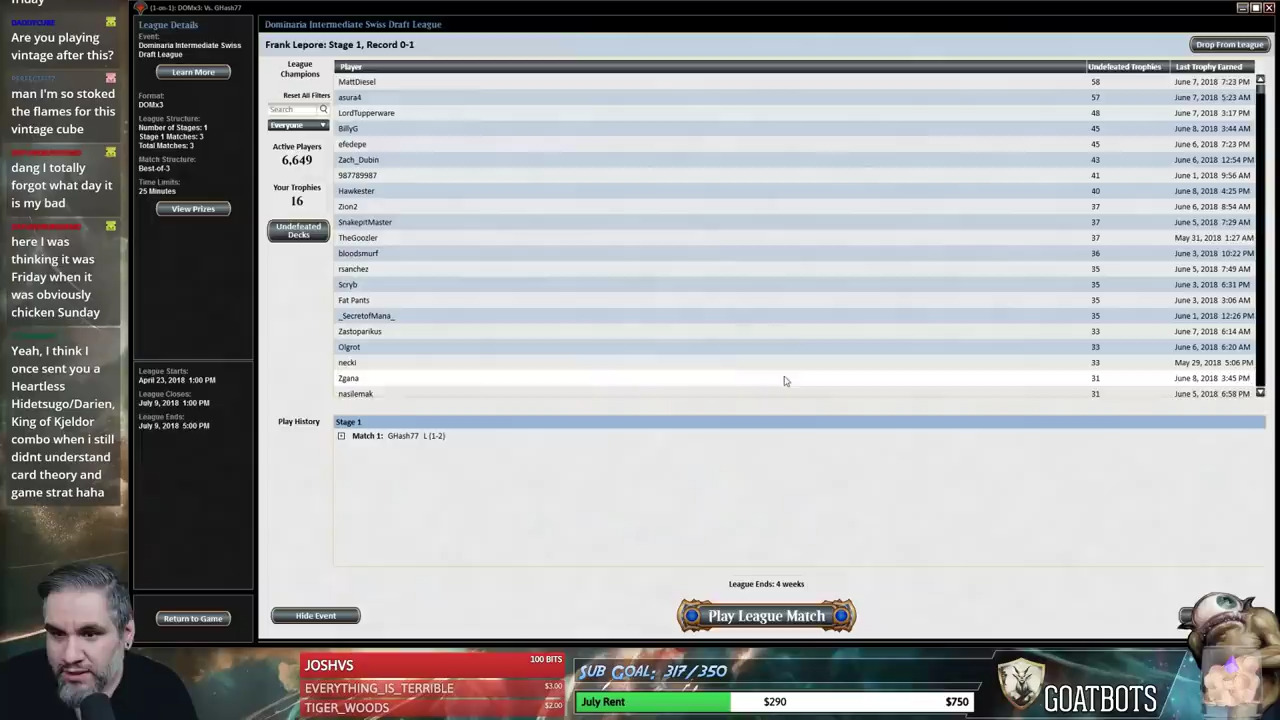 (1-on-1): DOMx3: Vs. GHash77
DADDYCUBE
Are you playing
vintage after this?
man I'm so stoked
the flames for this
vintage cube
dang I totally
forgot what day it
is my bad
here I was
thinking it was
Friday when it
was obviously
chicken Sunday
Yeah, I think I
once sent you a
Heartless
Hidetsugo/Darien,
King of Kjeldor
combo when i still
didnt understand
card theory and
game strat haha
League Details
Event:
Dominaria Intermediate Swiss
Draft League
Learn More
Format:
DOMx3
League Structure:
Number of Stages: 1
Stage 1 Matches: 3
Total Matches: 3
Match Structure:
Best-of-3
Time Limits:
25 Minutes
View Prizes
League Starts:
April 23, 2018 1:00 PM
League Closes:
July 9, 2018 1:00 PM
League Ends:
July 9, 2018 5:00 PM
Return to Game
Dominaria Intermediate Swiss Draft League
Frank Lepore: Stage 1, Record 0-1
Drop From League
League
Champions
Reset All Filters
Search
Everyone
Active Players
6,649
Your Trophies
16
Undefeated
Decks
Player Undefeated Trophies Last Trophy Earned
MattDiesel 58 June 7, 2018 7:23 PM
asura4 57 June 7, 2018 5:23 AM
LordTupperware 48 June 7, 2018 3:17 PM
BillyG 45 June 8, 2018 3:44 AM
efedepe 45 June 6, 2018 7:23 PM
Zach_Dubin 43 June 6, 2018 12:54 PM
987789987 41 June 1, 2018 9:56 AM
Hawkester 40 June 8, 2018 4:25 PM
Zion2 37 June 6, 2018 8:54 AM
SnakepitMaster 37 June 5, 2018 7:29 AM
TheGoozler 37 May 31, 2018 1:27 AM
bloodsmurf 36 June 3, 2018 10:22 PM
rsanchez 35 June 5, 2018 7:49 AM
Scryb 35 June 3, 2018 6:31 PM
Fat Pants 35 June 3, 2018 3:06 AM
_SecretofMana_ 35 June 1, 2018 12:26 PM
Zastoparikus 33 June 7, 2018 6:14 AM
Olgrot 33 June 6, 2018 6:20 AM
necki 33 May 29, 2018 5:06 PM
Zgana 31 June 8, 2018 3:45 PM
nasilemak 31 June 5, 2018 6:58 PM
Play History
Stage 1
Match 1: GHash77 L (1-2)
League Ends: 4 weeks
Hide Event
Play League Match
JOSHVS 100 BITS
EVERYTHING_IS_TERRIBLE $3.00
TIGER_WOODS $2.00
SUB GOAL: 317/350
July Rent $290 $750
GOATBOTS